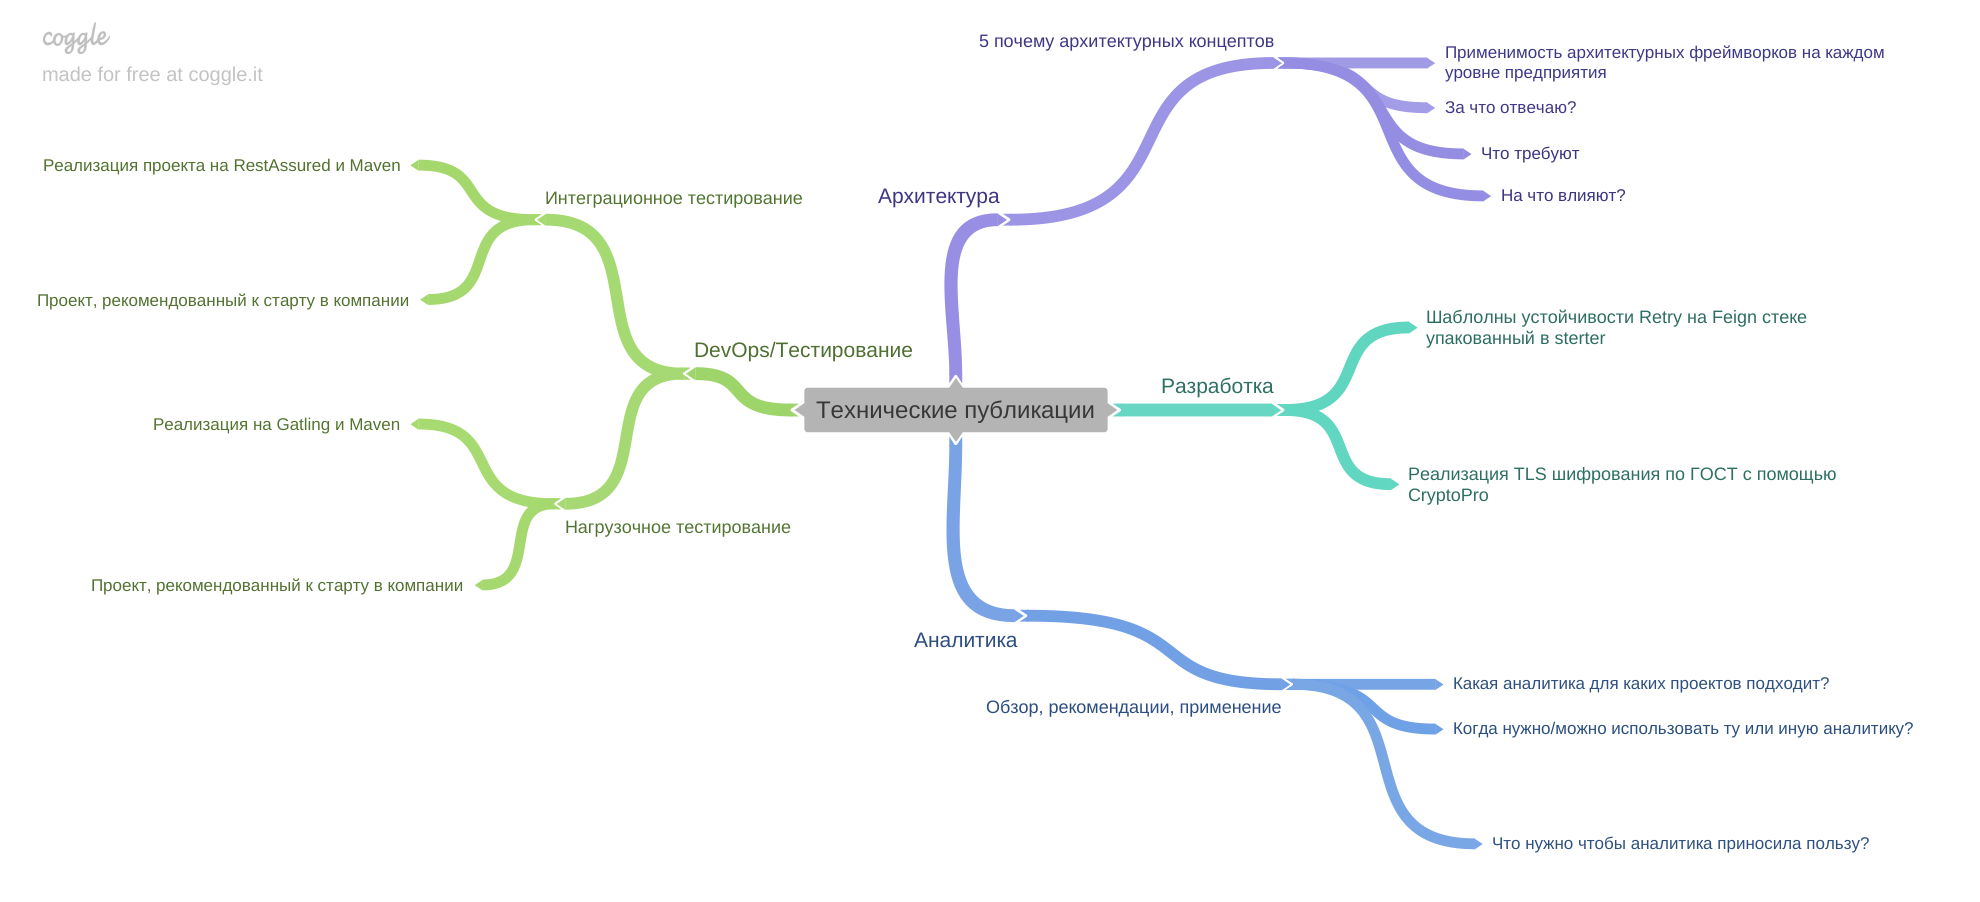 coggle
made for free at coggle.it
5 почему архитектурных концептов
Применимость архитектурных фреймворков на каждом
уровне предприятия
За что отвечаю?
Что требуют
На что влияют?
Архитектура
Реализация проекта на RestAssured и Maven
Интеграционное тестирование
Проект, рекомендованный к старту в компании
DevOps/Тестирование
Технические публикации
Разработка
Шаблолны устойчивости Retry на Feign стеке
упакованный в sterter
Реализация TLS шифрования по ГОСТ с помощью
CryptoPro
Реализация на Gatling и Maven
Нагрузочное тестирование
Проект, рекомендованный к старту в компании
Аналитика
Обзор, рекомендации, применение
Какая аналитика для каких проектов подходит?
Когда нужно/можно использовать ту или иную аналитику?
Что нужно чтобы аналитика приносила пользу?